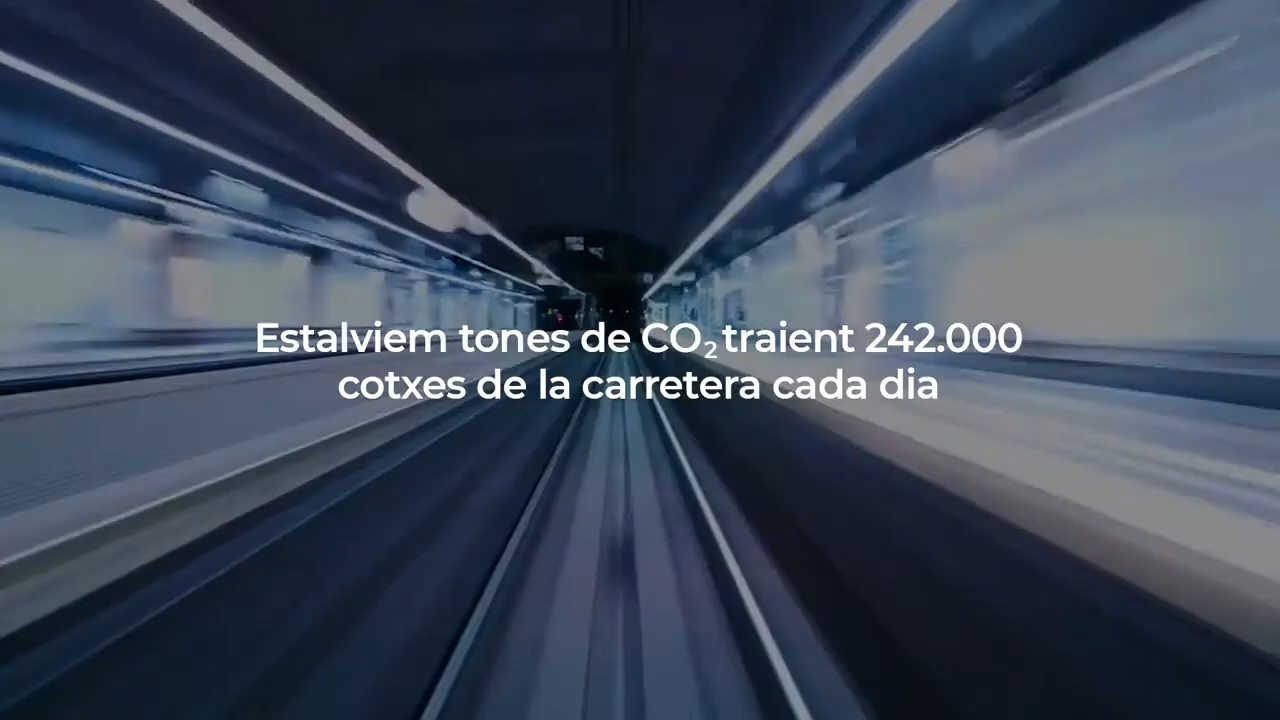 Estalviem tones de CO₂ traient 242.000
cotxes de la carretera cada dia